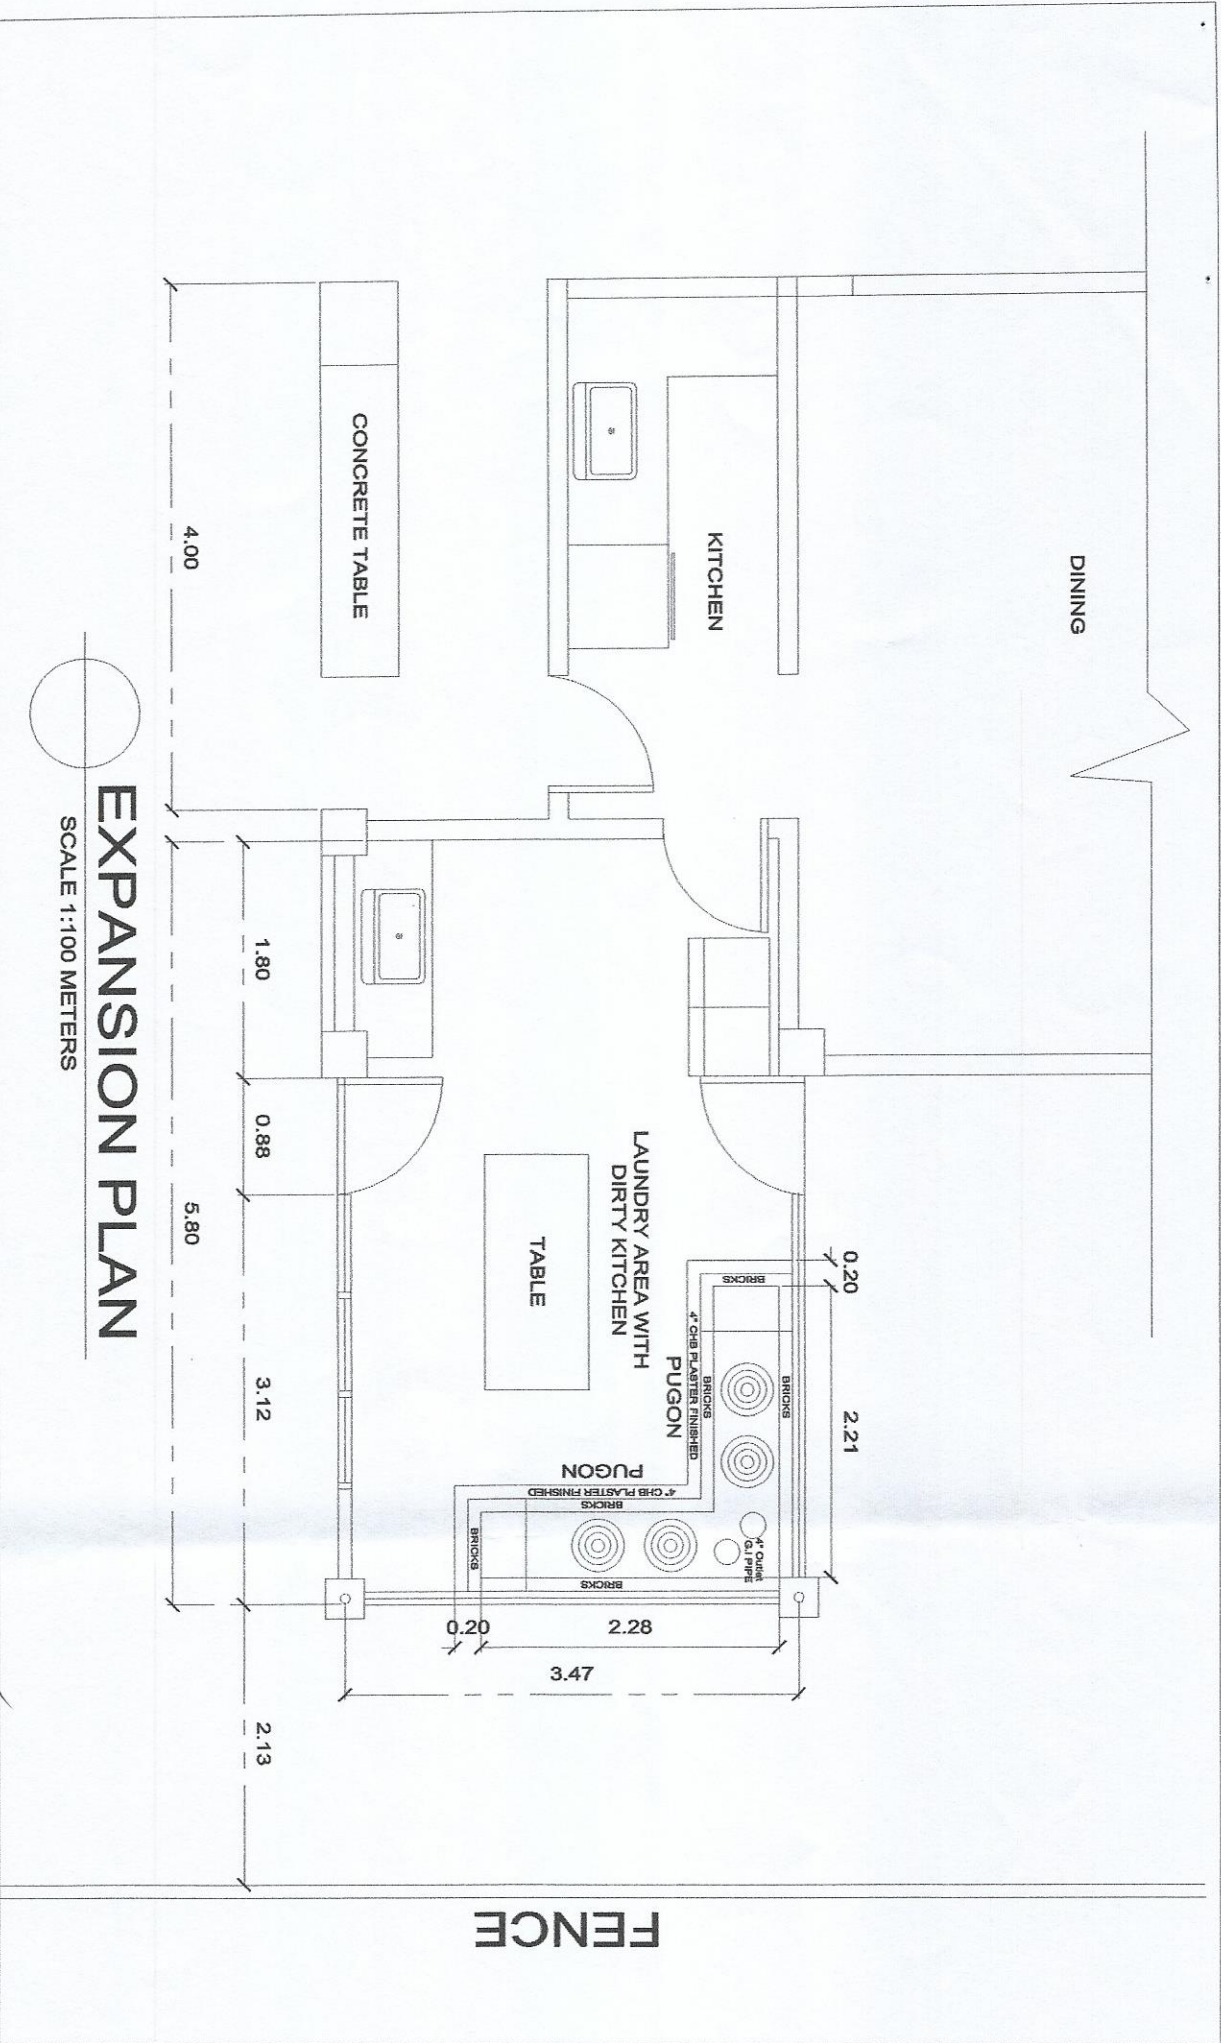 DINING
KITCHEN
CONCRETE TABLE
4.00
LAUNDRY AREA WITH
DIRTY KITCHEN
TABLE
PUGON
4" CHB PLASTER FINISHED
BRICKS
BRICKS
BRICKS
PUGON
4" CHB PLASTER FINISHED
BRICKS
BRICKS
BRICKS
4" Outlet
G.I PIPE
0.20
2.21
0.20
2.28
3.47
1.80
0.88
3.12
2.13
5.80
EXPANSION PLAN
SCALE 1:100 METERS
FENCE